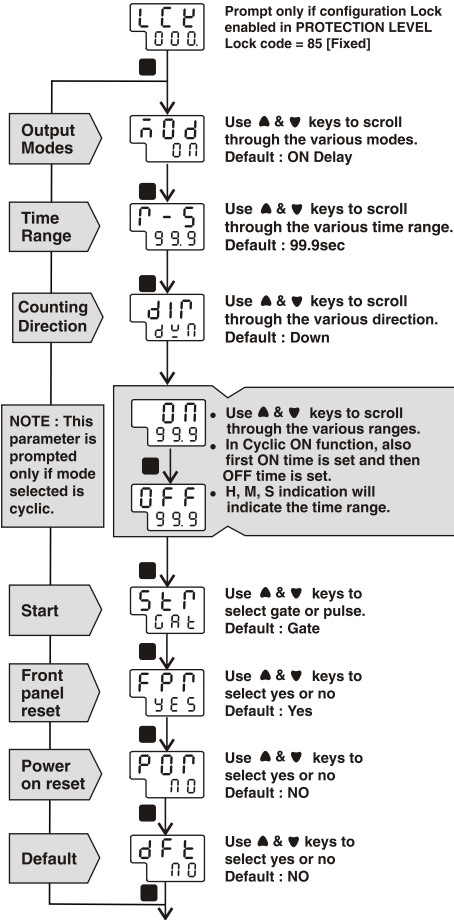 LCK
000.
Prompt only if configuration Lock
enabled in PROTECTION LEVEL
Lock code = 85 [Fixed]
Output
Modes
n̄Od
ON
Use & keys to scroll
through the various modes.
Default : ON Delay
Time
Range
r-S
99.9
Use & keys to scroll
through the various time range.
Default : 99.9sec
Counting
Direction
dIr
dyn
Use & keys to scroll
through the various direction.
Default : Down
NOTE : This
parameter is
prompted
only if mode
selected is
cyclic.
ON
99.9
OFF
99.9
• Use & keys to scroll
through the various ranges.
• In Cyclic ON function, also
first ON time is set and then
OFF time is set.
• H, M, S indication will
indicate the time range.
Start
Str
GAt
Use & keys to
select gate or pulse.
Default : Gate
Front
panel
reset
FPr
YES
Use & keys to
select yes or no
Default : Yes
Power
on reset
POr
NO
Use & keys to
select yes or no
Default : NO
Default
dFt
NO
Use & keys to
select yes or no
Default : NO